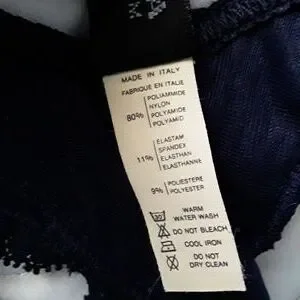 MADE IN ITALY
FABRIQUE EN ITALIE
POLIAMMIDE
NYLON
80% POLYAMIDE
POLYAMID
ELASTAM
SPANDEX
11% ELASTHAN
ELASTHANNE
9% POLIESTERE
POLYESTER
WARM
WATER WASH
DO NOT BLEACH
COOL IRON
DO NOT
DRY CLEAN